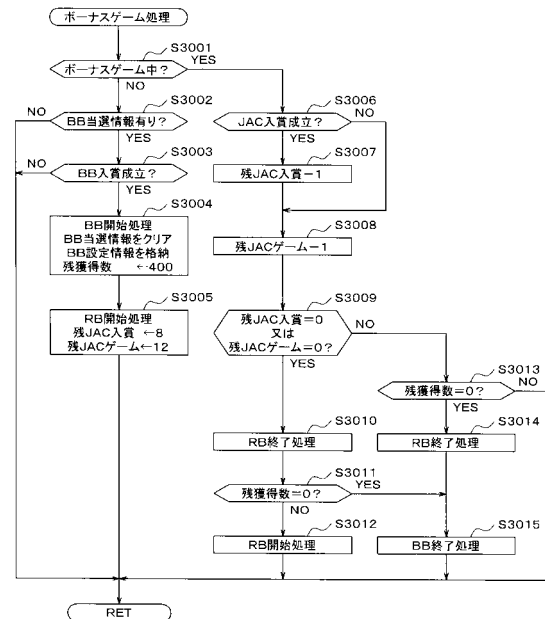 ボーナスゲーム処理
S3001
ボーナスゲーム中?
YES
NO
S3002
NO
BB当選情報有り?
YES
S3003
NO
BB入賞成立?
YES
S3004
BB開始処理
BB当選情報をクリア
BB設定情報を格納
残獲得数 ←400
S3005
RB開始処理
残JAC入賞 ←8
残JACゲーム←12
S3006
JAC入賞成立?
NO
YES
S3007
残JAC入賞-1
S3008
残JACゲーム-1
S3009
残JAC入賞=0
又は
残JACゲーム=0?
NO
YES
S3013
残獲得数=0?
NO
YES
S3010
RB終了処理
S3014
RB終了処理
S3011
残獲得数=0?
YES
NO
S3012
RB開始処理
S3015
BB終了処理
RET